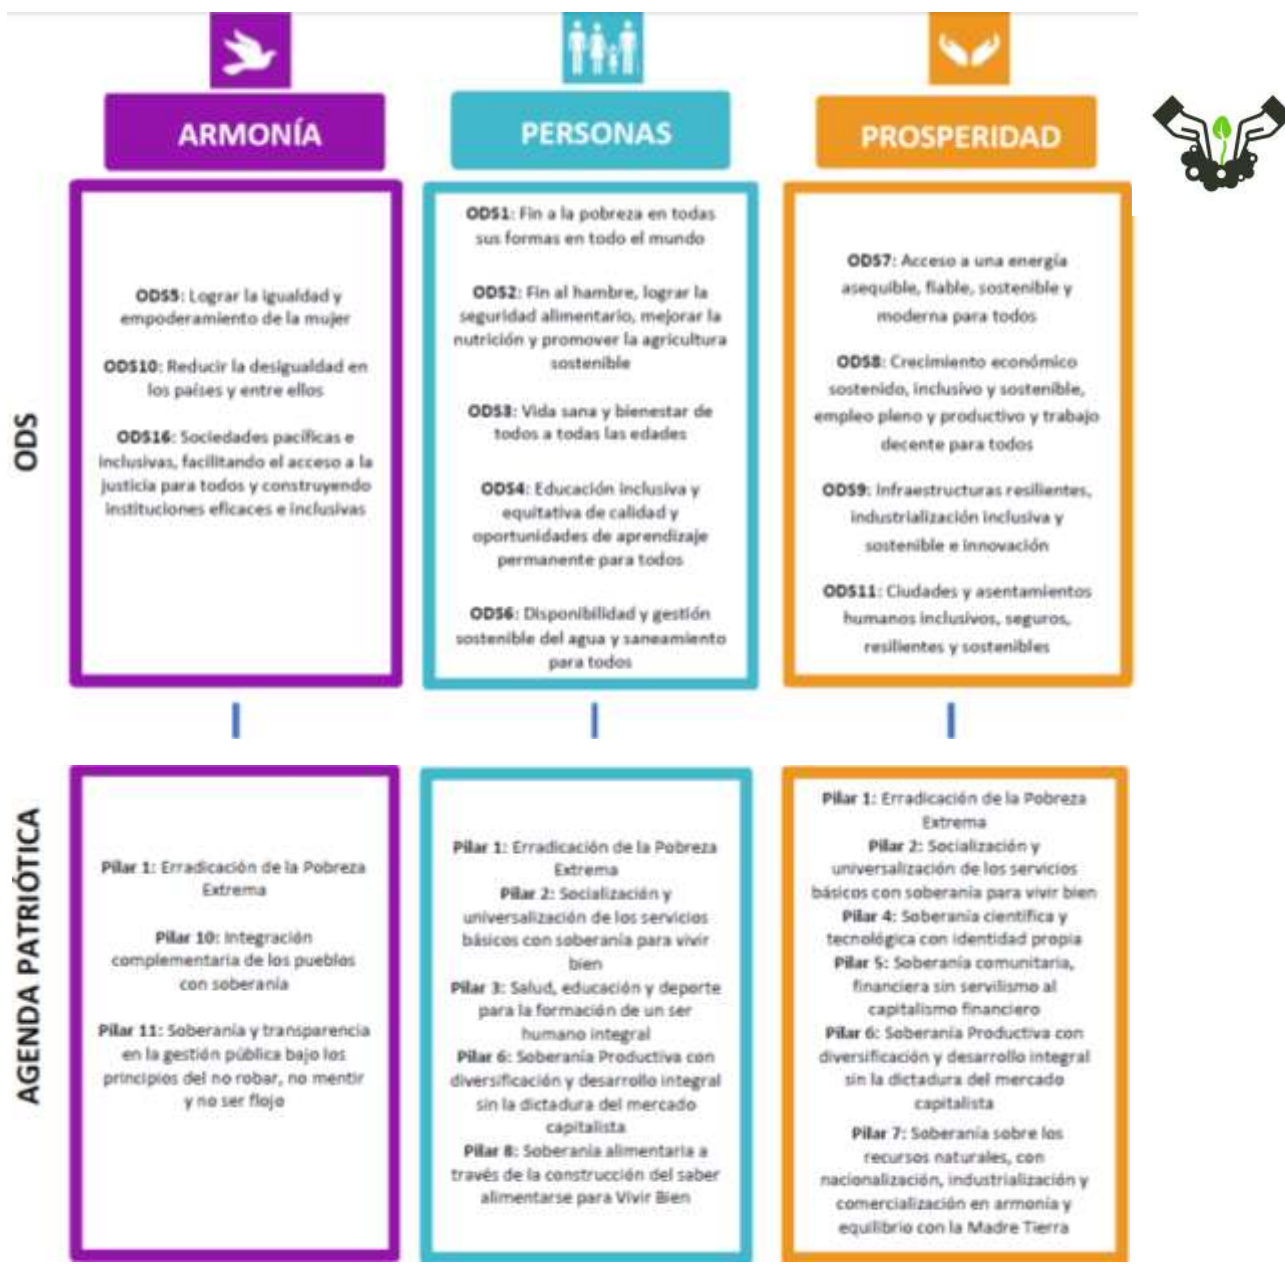 ARMONÍA
PERSONAS
PROSPERIDAD
ODS
ODS5: Lograr la igualdad y
empoderamiento de la mujer
ODS10: Reducir la desigualdad en
los países y entre ellos
ODS16: Sociedades pacíficas e
inclusivas, facilitando el acceso a la
justicia para todos y construyendo
instituciones eficaces e inclusivas
ODS1: Fin a la pobreza en todas
sus formas en todo el mundo
ODS2: Fin al hambre, lograr la
seguridad alimentario, mejorar la
nutrición y promover la agricultura
sostenible
ODS3: Vida sana y bienestar de
todos a todas las edades
ODS4: Educación inclusiva y
equitativa de calidad y
oportunidades de aprendizaje
permanente para todos
ODS6: Disponibilidad y gestión
sostenible del agua y saneamiento
para todos
ODS7: Acceso a una energía
asequible, fiable, sostenible y
moderna para todos
ODS8: Crecimiento económico
sostenido, inclusivo y sostenible,
empleo pleno y productivo y trabajo
decente para todos
ODS9: Infraestructuras resilientes,
industrialización inclusiva y
sostenible e innovación
ODS11: Ciudades y asentamientos
humanos inclusivos, seguros,
resilientes y sostenibles
AGENDA PATRIÓTICA
Pilar 1: Erradicación de la Pobreza
Extrema
Pilar 10: Integración
complementaria de los pueblos
con soberanía
Pilar 11: Soberanía y transparencia
en la gestión pública bajo los
principios del no robar, no mentir
y no ser flojo
Pilar 1: Erradicación de la Pobreza
Extrema
Pilar 2: Socialización y
universalización de los servicios
básicos con soberanía para vivir
bien
Pilar 3: Salud, educación y deporte
para la formación de un ser
humano integral
Pilar 6: Soberanía Productiva con
diversificación y desarrollo integral
sin la dictadura del mercado
capitalista
Pilar 8: Soberanía alimentaria a
través de la construcción del saber
alimentarse para Vivir Bien
Pilar 1: Erradicación de la Pobreza
Extrema
Pilar 2: Socialización y
universalización de los servicios
básicos con soberanía para vivir bien
Pilar 4: Soberanía científica y
tecnológica con identidad propia
Pilar 5: Soberanía comunitaria,
financiera sin servilismo al
capitalismo financiero
Pilar 6: Soberanía Productiva con
diversificación y desarrollo integral
sin la dictadura del mercado
capitalista
Pilar 7: Soberanía sobre los
recursos naturales, con
nacionalización, industrialización y
comercialización en armonía y
equilibrio con la Madre Tierra